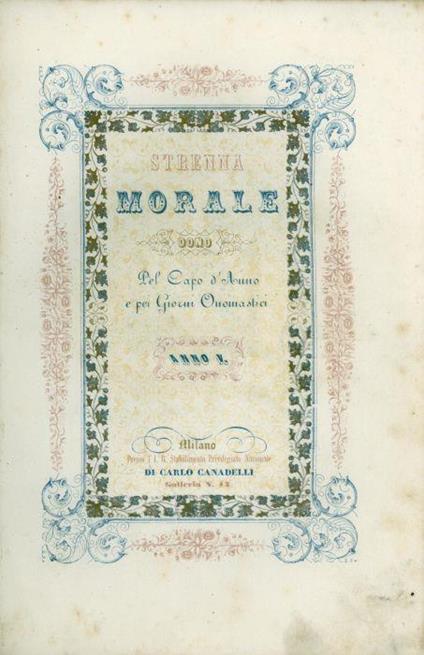 STRENNA
MORALE
DONO
Pel Capo d'Anno
e pei Giorni Onomastici
ANNO V.
Milano
Presso l'I. R. Stabilimento Privilegiato Nazionale
DI CARLO CANADELLI
Galleria N. 12